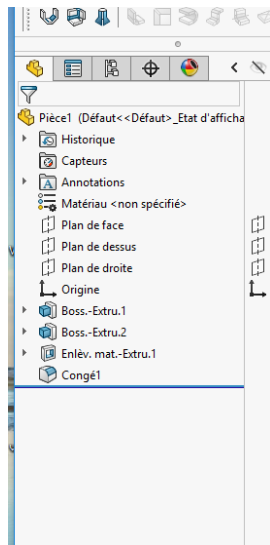 Pièce1 (Défaut<<Défaut>_Etat d'afficha
Historique
Capteurs
Annotations
Matériau <non spécifié>
Plan de face
Plan de dessus
Plan de droite
Origine
Boss.-Extru.1
Boss.-Extru.2
Enlèv. mat.-Extru.1
Congé1